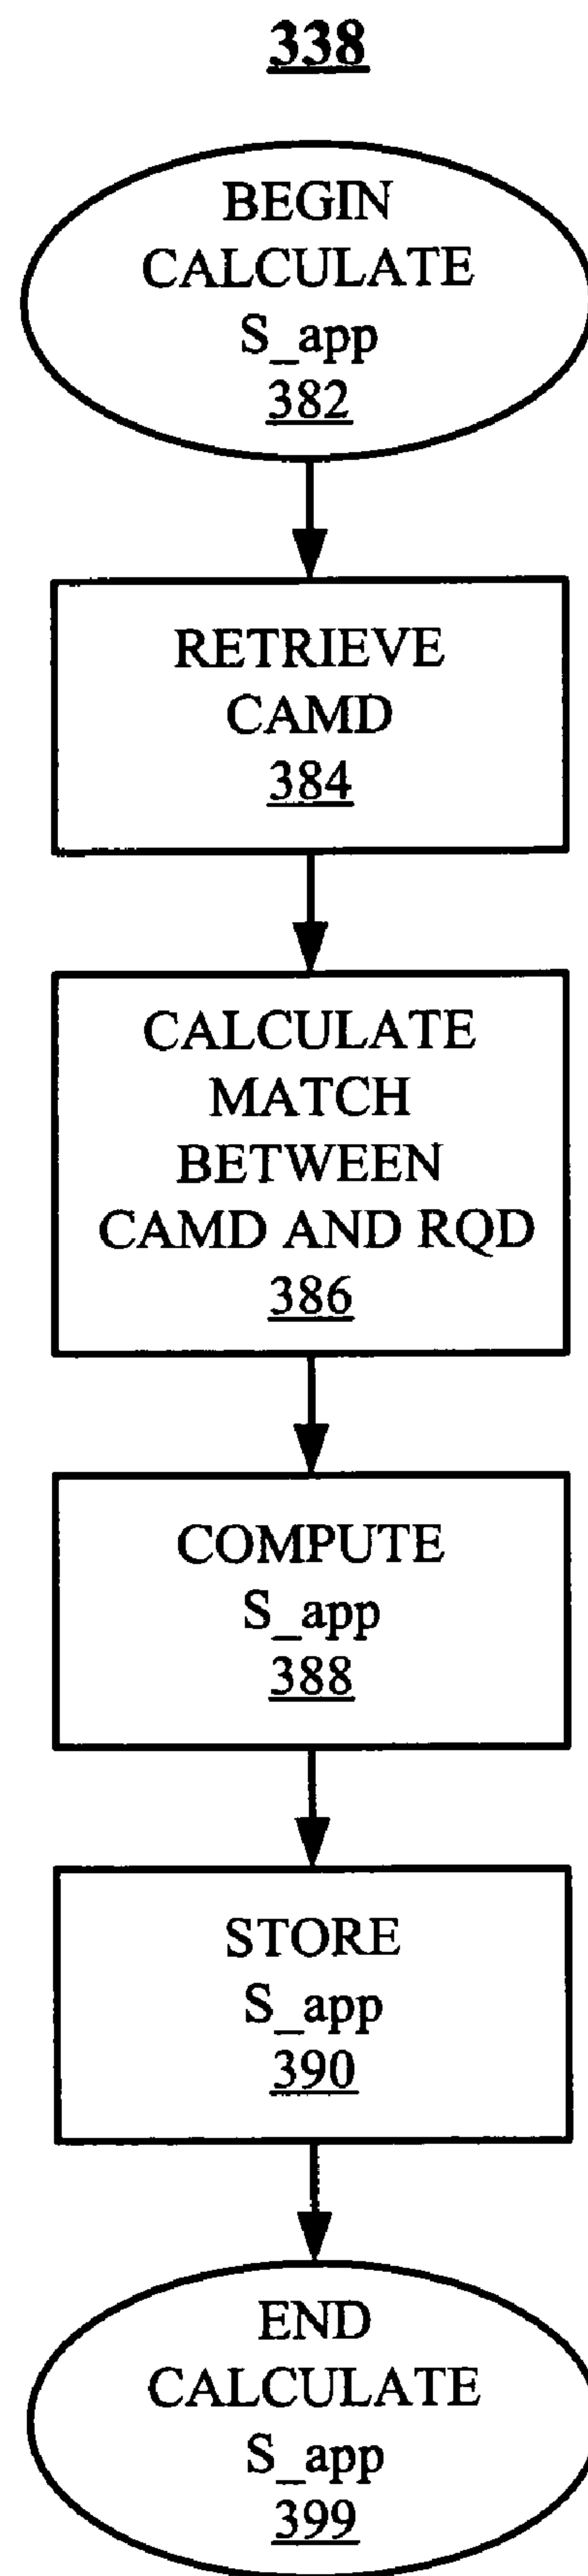 338
BEGIN
CALCULATE
S_app
382
RETRIEVE
CAMD
384
CALCULATE
MATCH
BETWEEN
CAMD AND RQD
386
COMPUTE
S_app
388
STORE
S_app
390
END
CALCULATE
S_app
399